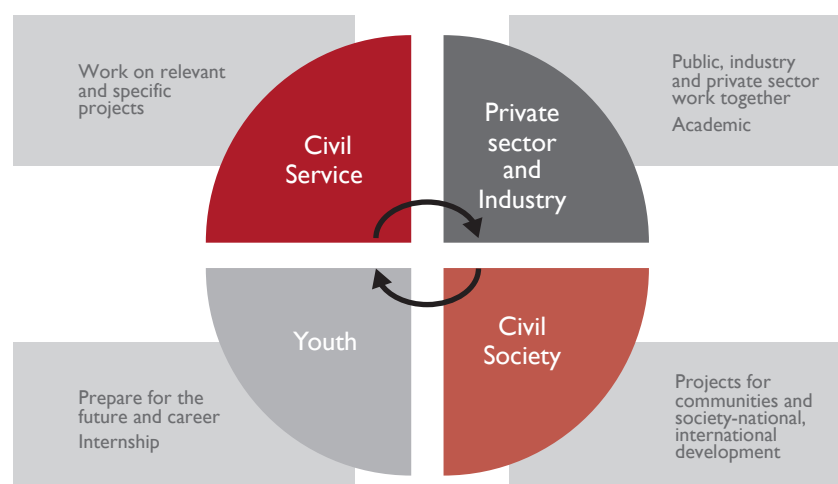 Work on relevant
and specific
projects
Civil
Service
Private
sector
and
Industry
Public, industry
and private sector
work together
Academic
Youth
Prepare for the
future and career
Internship
Civil
Society
Projects for
communities and
society-national,
international
development